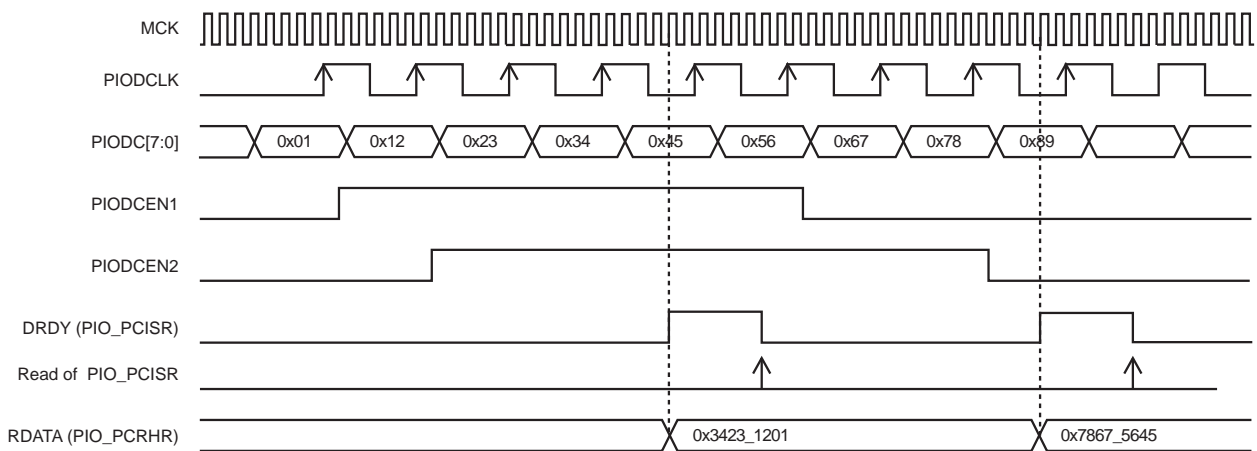 MCK
PIODCLK
PIODC[7:0] 0x01 0x12 0x23 0x34 0x45 0x56 0x67 0x78 0x89
PIODCEN1
PIODCEN2
DRDY (PIO_PCISR)
Read of PIO_PCISR
RDATA (PIO_PCRHR) 0x3423_1201 0x7867_5645